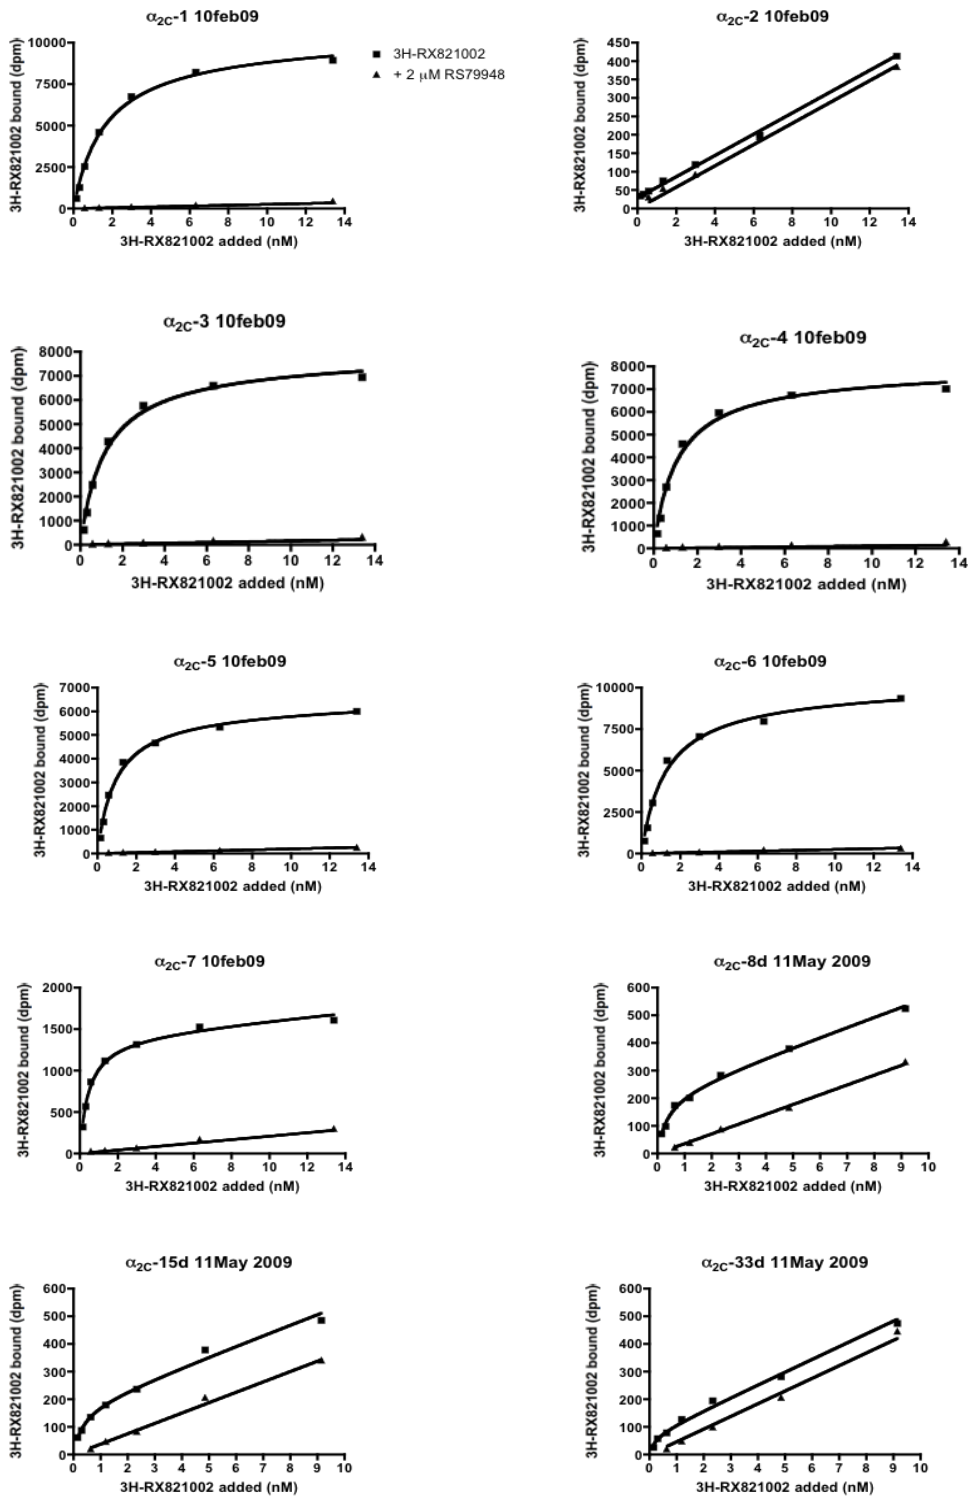 α2C-1 10feb09
3H-RX821002 bound (dpm)
10000
7500
5000
2500
0
0 2 4 6 8 10 12 14
3H-RX821002 added (nM)
3H-RX821002
+ 2 μM RS79948
α2C-2 10feb09
3H-RX821002 bound (dpm)
450
400
350
300
250
200
150
100
50
0
0 2 4 6 8 10 12 14
3H-RX821002 added (nM)
α2C-3 10feb09
3H-RX821002 bound (dpm)
8000
7000
6000
5000
4000
3000
2000
1000
0
0 2 4 6 8 10 12 14
3H-RX821002 added (nM)
α2C-4 10feb09
3H-RX821002 bound (dpm)
8000
7000
6000
5000
4000
3000
2000
1000
0
0 2 4 6 8 10 12 14
3H-RX821002 added (nM)
α2C-5 10feb09
3H-RX821002 bound (dpm)
7000
6000
5000
4000
3000
2000
1000
0
0 2 4 6 8 10 12 14
3H-RX821002 added (nM)
α2C-6 10feb09
3H-RX821002 bound (dpm)
10000
7500
5000
2500
0
0 2 4 6 8 10 12 14
3H-RX821002 added (nM)
α2C-7 10feb09
3H-RX821002 bound (dpm)
2000
1500
1000
500
0
0 2 4 6 8 10 12 14
3H-RX821002 added (nM)
α2C-8d 11May 2009
3H-RX821002 bound (dpm)
600
500
400
300
200
100
0
0 1 2 3 4 5 6 7 8 9 10
3H-RX821002 added (nM)
α2C-15d 11May 2009
3H-RX821002 bound (dpm)
600
500
400
300
200
100
0
0 1 2 3 4 5 6 7 8 9 10
3H-RX821002 added (nM)
α2C-33d 11May 2009
3H-RX821002 bound (dpm)
600
500
400
300
200
100
0
0 1 2 3 4 5 6 7 8 9 10
3H-RX821002 added (nM)